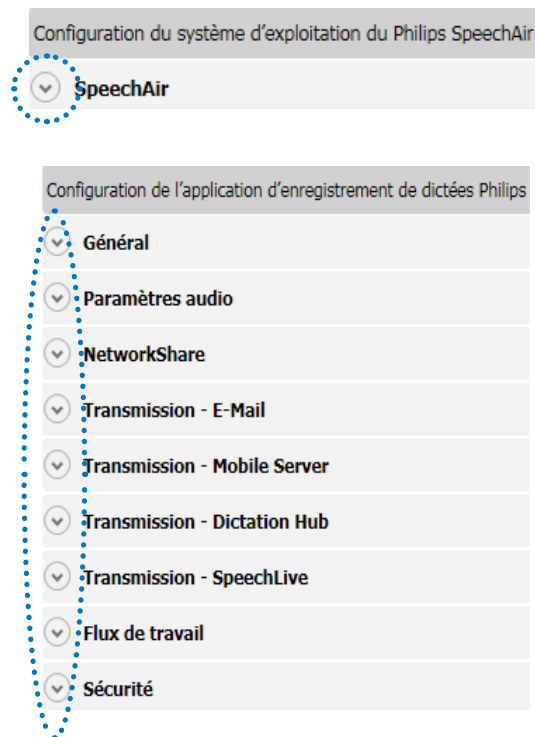 Configuration du système d’exploitation du Philips SpeechAir
SpeechAir
Configuration de l’application d’enregistrement de dictées Philips
Général
Paramètres audio
NetworkShare
Transmission - E-Mail
Transmission - Mobile Server
Transmission - Dictation Hub
Transmission - SpeechLive
Flux de travail
Sécurité